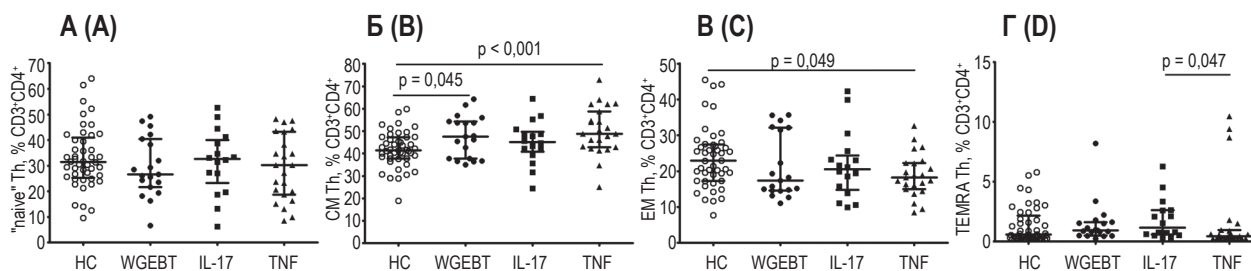 А (A)
"naive" Th, % CD3⁺CD4⁺
70
60
50
40
30
20
10
0
HC WGEBT IL-17 TNF
Б (B)
p < 0,001
p = 0,045
CM Th, % CD3⁺CD4⁺
80
70
60
50
40
30
20
10
0
HC WGEBT IL-17 TNF
В (C)
p = 0,049
EM Th, % CD3⁺CD4⁺
50
40
30
20
10
0
HC WGEBT IL-17 TNF
Г (D)
p = 0,047
TEMRA Th, % CD3⁺CD4⁺
15
10
5
0
HC WGEBT IL-17 TNF